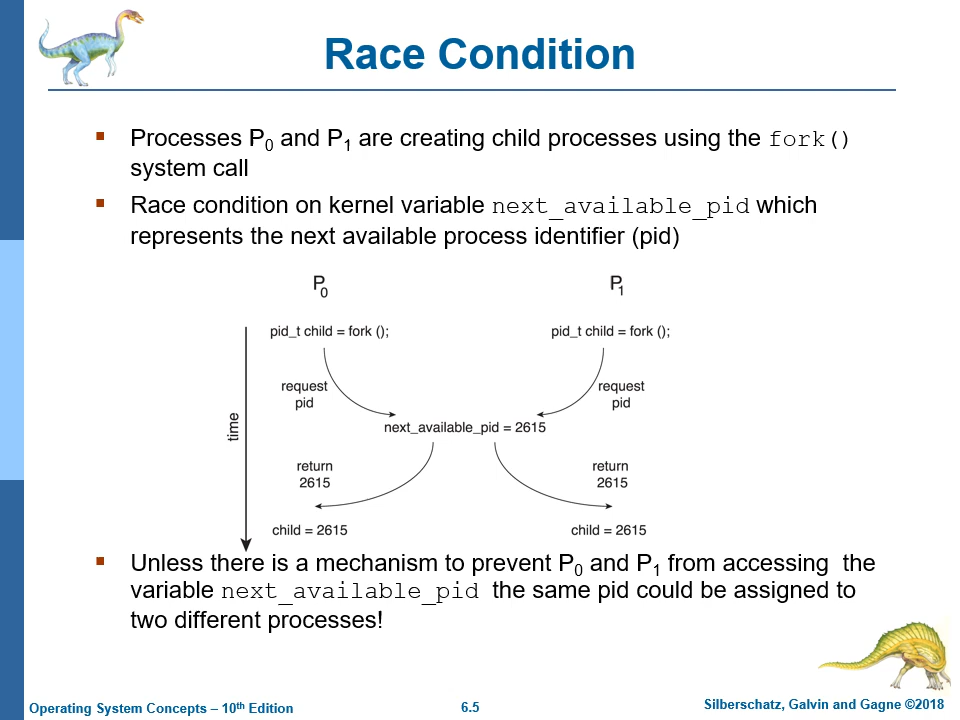 Race Condition
▪ Processes P0 and P1 are creating child processes using the fork()
system call
▪ Race condition on kernel variable next_available_pid which
represents the next available process identifier (pid)
P0 P1
pid_t child = fork (); pid_t child = fork ();
request request
pid pid
time
next_available_pid = 2615
return return
2615 2615
child = 2615 child = 2615
▪ Unless there is a mechanism to prevent P0 and P1 from accessing the
variable next_available_pid the same pid could be assigned to
two different processes!
Operating System Concepts – 10th Edition 6.5 Silberschatz, Galvin and Gagne ©2018